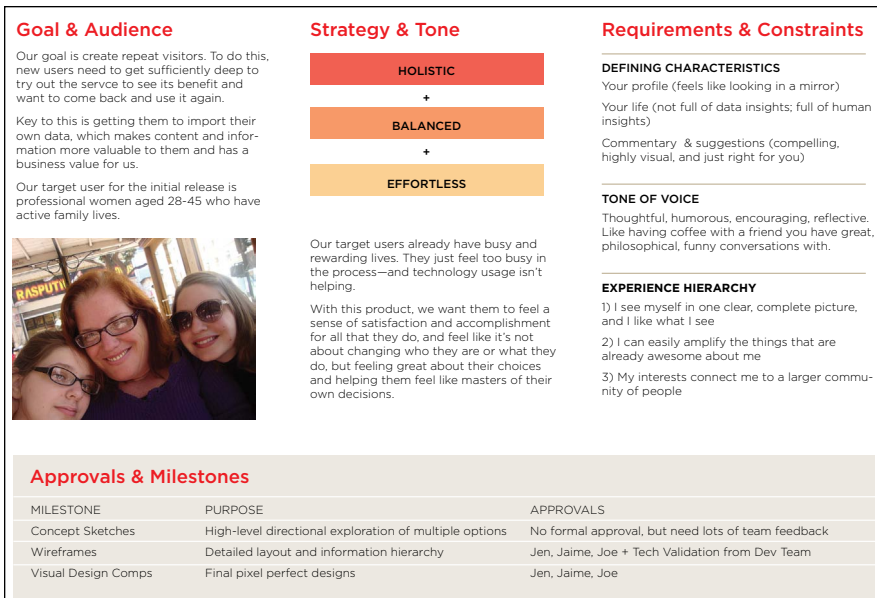 Goal & Audience
Our goal is create repeat visitors. To do this,
new users need to get sufficiently deep to
try out the servce to see its benefit and
want to come back and use it again.
Key to this is getting them to import their
own data, which makes content and infor-
mation more valuable to them and has a
business value for us.
Our target user for the initial release is
professional women aged 28-45 who have
active family lives.
RASPUTI
Strategy & Tone
HOLISTIC
+
BALANCED
+
EFFORTLESS
Our target users already have busy and
rewarding lives. They just feel too busy in
the process—and technology usage isn't
helping.
With this product, we want them to feel a
sense of satisfaction and accomplishment
for all that they do, and feel like it's not
about changing who they are or what they
do, but feeling great about their choices
and helping them feel like masters of their
own decisions.
Requirements & Constraints
DEFINING CHARACTERISTICS
Your profile (feels like looking in a mirror)
Your life (not full of data insights; full of human
insights)
Commentary & suggestions (compelling,
highly visual, and just right for you)
TONE OF VOICE
Thoughtful, humorous, encouraging, reflective.
Like having coffee with a friend you have great,
philosophical, funny conversations with.
EXPERIENCE HIERARCHY
1) I see myself in one clear, complete picture,
and I like what I see
2) I can easily amplify the things that are
already awesome about me
3) My interests connect me to a larger commu-
nity of people
Approvals & Milestones
MILESTONE PURPOSE APPROVALS
Concept Sketches High-level directional exploration of multiple options No formal approval, but need lots of team feedback
Wireframes Detailed layout and information hierarchy Jen, Jaime, Joe + Tech Validation from Dev Team
Visual Design Comps Final pixel perfect designs Jen, Jaime, Joe